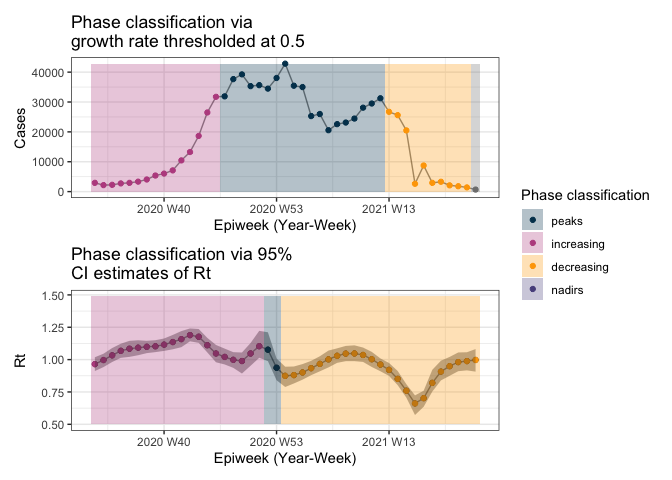 Phase classification via
growth rate thresholded at 0.5
Cases
40000
30000
20000
10000
0
2020 W40
2020 W53
2021 W13
Epiweek (Year-Week)
Phase classification via 95%
CI estimates of Rt
Rt
1.50
1.25
1.00
0.75
0.50
2020 W40
2020 W53
2021 W13
Epiweek (Year-Week)
Phase classification
peaks
increasing
decreasing
nadirs